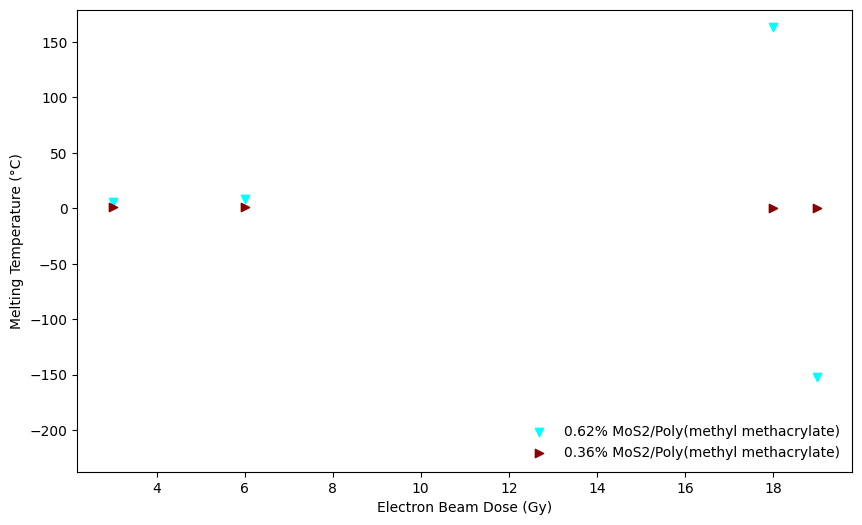 150
100
50
0
−50
−100
−150
−200
Melting Temperature (°C)
4 6 8 10 12 14 16 18
Electron Beam Dose (Gy)
0.62% MoS2/Poly(methyl methacrylate)
0.36% MoS2/Poly(methyl methacrylate)